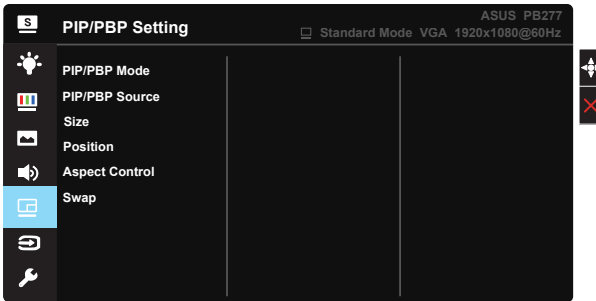 S
PIP/PBP Setting
ASUS PB277
Standard Mode VGA 1920x1080@60Hz
PIP/PBP Mode
PIP/PBP Source
Size
Position
Aspect Control
Swap